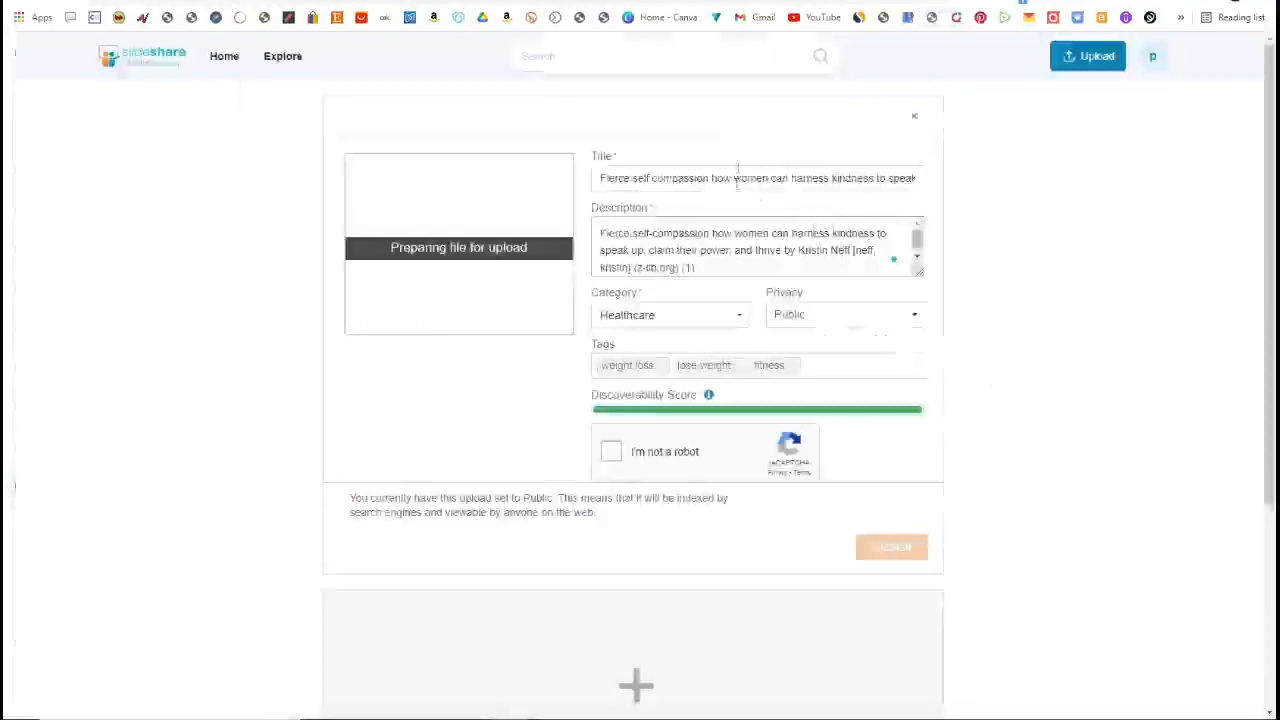 Apps
Home - Canva
Gmail
YouTube
»
Reading list
slideshare
Home
Explore
Search
Upload
p
×
Title *
Fierce self compassion how women can harness kindness to speak
Preparing file for upload
Description *
Fierce self-compassion how women can harness kindness to
speak up, claim their power, and thrive by Kristin Neff [neff,
kristin] (z-lib.org) (1)
Category *
Privacy
Healthcare
Public
Tags
weight loss
lose weight
fitness
Discoverability Score
I'm not a robot
reCAPTCHA
Privacy - Terms
You currently have this upload set to Public. This means that it will be indexed by
search engines and viewable by anyone on the web.